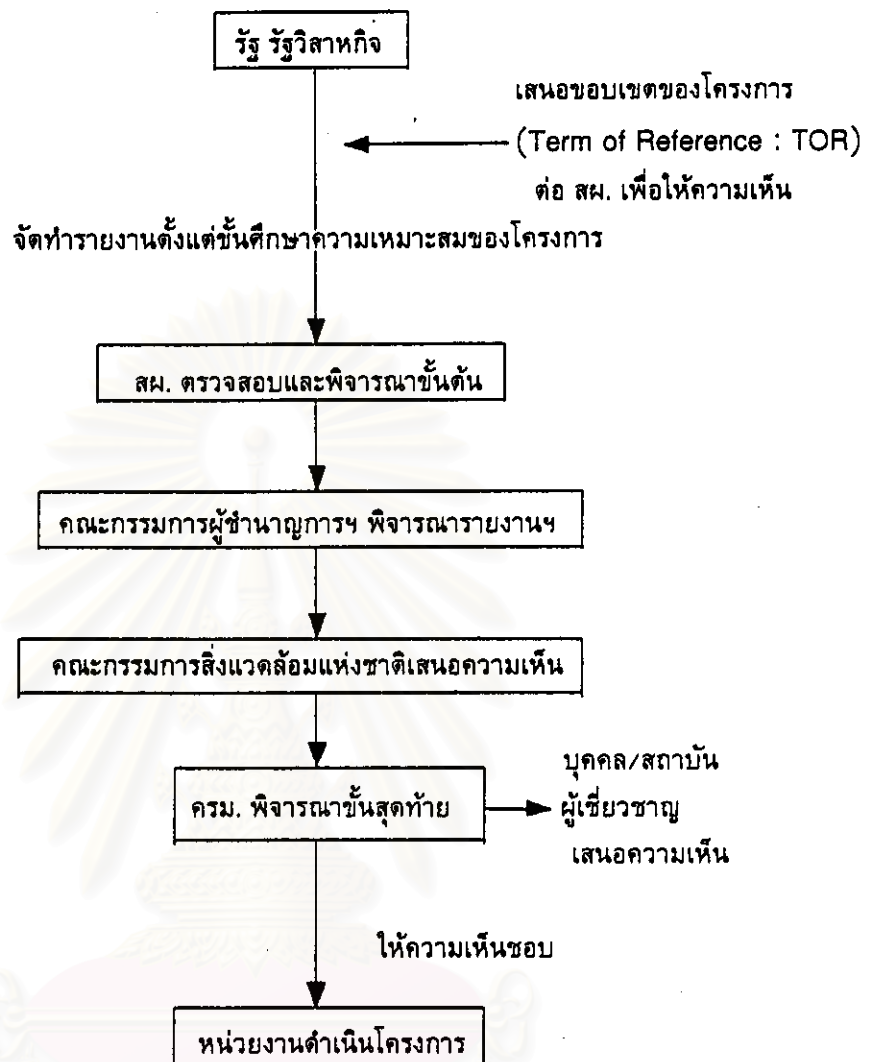 รัฐ รัฐวิสาหกิจ
เสนอขอบเขตของโครงการ
(Term of Reference : TOR)
ต่อ สผ. เพื่อให้ความเห็น
จัดทำรายงานตั้งแต่ขั้นศึกษาความเหมาะสมของโครงการ
สผ. ตรวจสอบและพิจารณาขั้นต้น
คณะกรรมการผู้ชำนาญการฯ พิจารณารายงานฯ
คณะกรรมการสิ่งแวดล้อมแห่งชาติเสนอความเห็น
ครม. พิจารณาขั้นสุดท้าย
บุคคล/สถาบัน
ผู้เชี่ยวชาญ
เสนอความเห็น
ให้ความเห็นชอบ
หน่วยงานดำเนินโครงการ